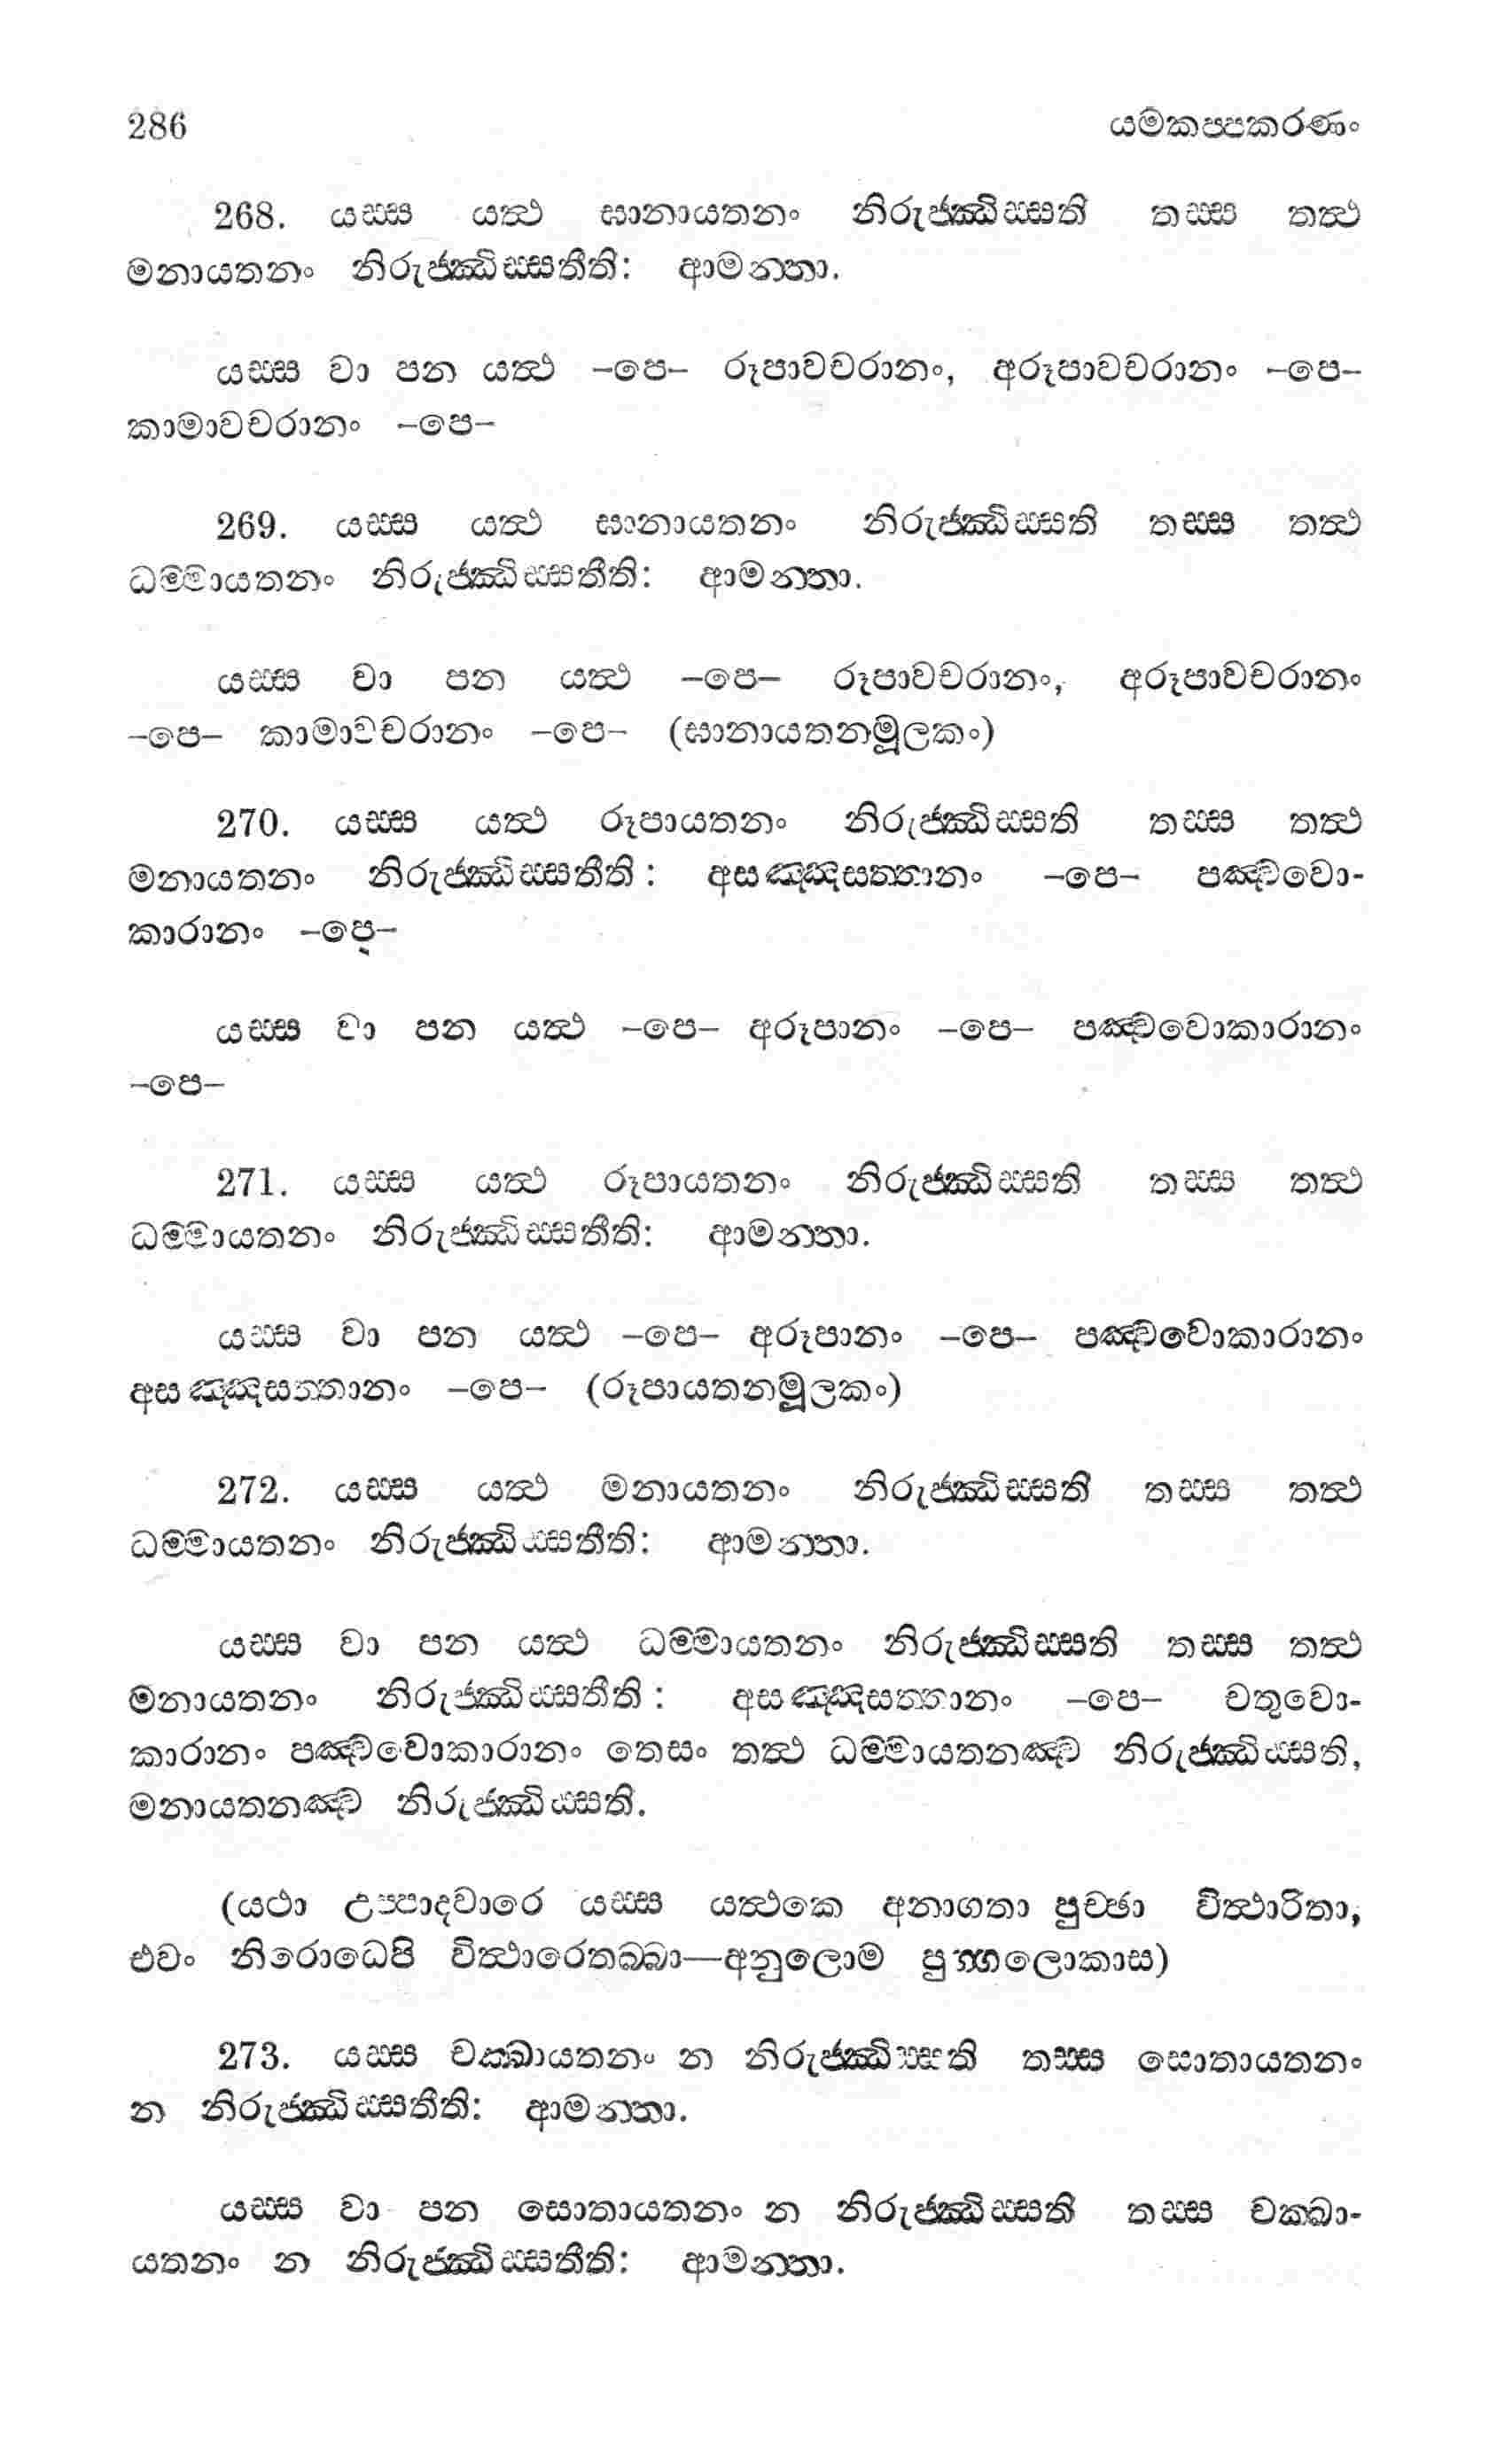 286 යමකප්පකරණං
268. යස්ස යත්ථ ඝානායතනං නිරුජ්ඣිස්සති තස්ස තත්ථ
මනායතනං නිරුජ්ඣිස්සතීති: ආමන්තා.
යස්ස වා පන යත්ථ –පෙ– රූපාවචරානං, අරූපාවචරානං –පෙ–
කාමාවචරානං –පෙ–
269. යස්ස යත්ථ ඝානායතනං නිරුජ්ඣිස්සති තස්ස තත්ථ
ධම්මායතනං නිරුජ්ඣිස්සතීති: ආමන්තා.
යස්ස වා පන යත්ථ –පෙ– රූපාවචරානං, අරූපාවචරානං
–පෙ– කාමාවචරානං –පෙ– (ඝානායතනමූලකං)
270. යස්ස යත්ථ රූපායතනං නිරුජ්ඣිස්සති තස්ස තත්ථ
මනායතනං නිරුජ්ඣිස්සතීති: අසඤ්ඤසත්තානං –පෙ– පඤ්චවො-
කාරානං –පෙ–
යස්ස වා පන යත්ථ –පෙ– අරූපානං –පෙ– පඤ්චවොකාරානං
–පෙ–
271. යස්ස යත්ථ රූපායතනං නිරුජ්ඣිස්සති තස්ස තත්ථ
ධම්මායතනං නිරුජ්ඣිස්සතීති: ආමන්තා.
යස්ස වා පන යත්ථ –පෙ– අරූපානං –පෙ– පඤ්චවොකාරානං
අසඤ්ඤසත්තානං –පෙ– (රූපායතනමූලකං)
272. යස්ස යත්ථ මනායතනං නිරුජ්ඣිස්සති තස්ස තත්ථ
ධම්මායතනං නිරුජ්ඣිස්සතීති: ආමන්තා.
යස්ස වා පන යත්ථ ධම්මායතනං නිරුජ්ඣිස්සති තස්ස තත්ථ
මනායතනං නිරුජ්ඣිස්සතීති: අසඤ්ඤසත්තානං –පෙ– චතුවො-
කාරානං පඤ්චවොකාරානං තෙසං තත්ථ ධම්මායතනඤ්ච නිරුජ්ඣිස්සති,
මනායතනඤ්ච නිරුජ්ඣිස්සති.
(යථා උප්පාදවාරෙ යස්ස යත්ථකෙ අනාගතා පුච්ඡා විත්ථාරිතා,
එවං නිරොධෙපි විත්ථාරෙතබ්බා—අනුලොම පුග්ගලොකාස)
273. යස්ස චක්ඛායතනං න නිරුජ්ඣිස්සති තස්ස සොතායතනං
න නිරුජ්ඣිස්සතීති: ආමන්තා.
යස්ස වා පන සොතායතනං න නිරුජ්ඣිස්සති තස්ස චක්ඛා-
යතනං න නිරුජ්ඣිස්සතීති: ආමන්තා.